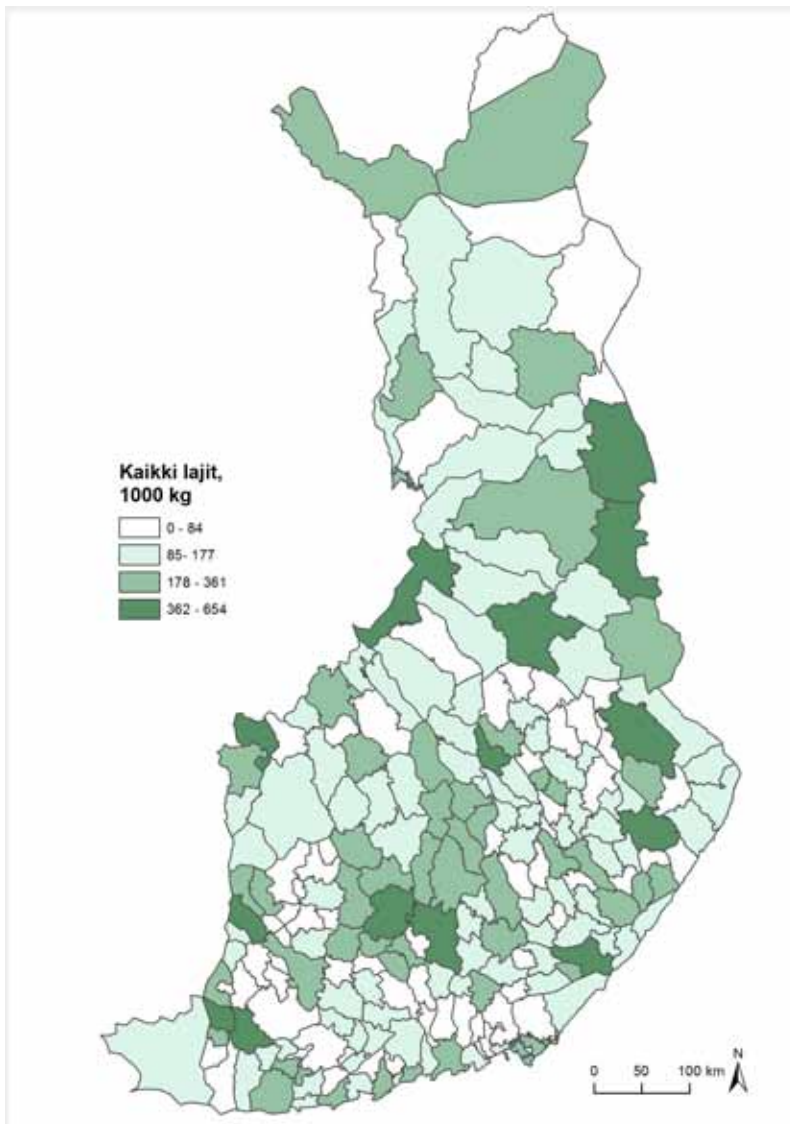 Kaikki lajit,
1000 kg
0 - 84
85- 177
178 - 361
362 - 654
N
0 50 100 km